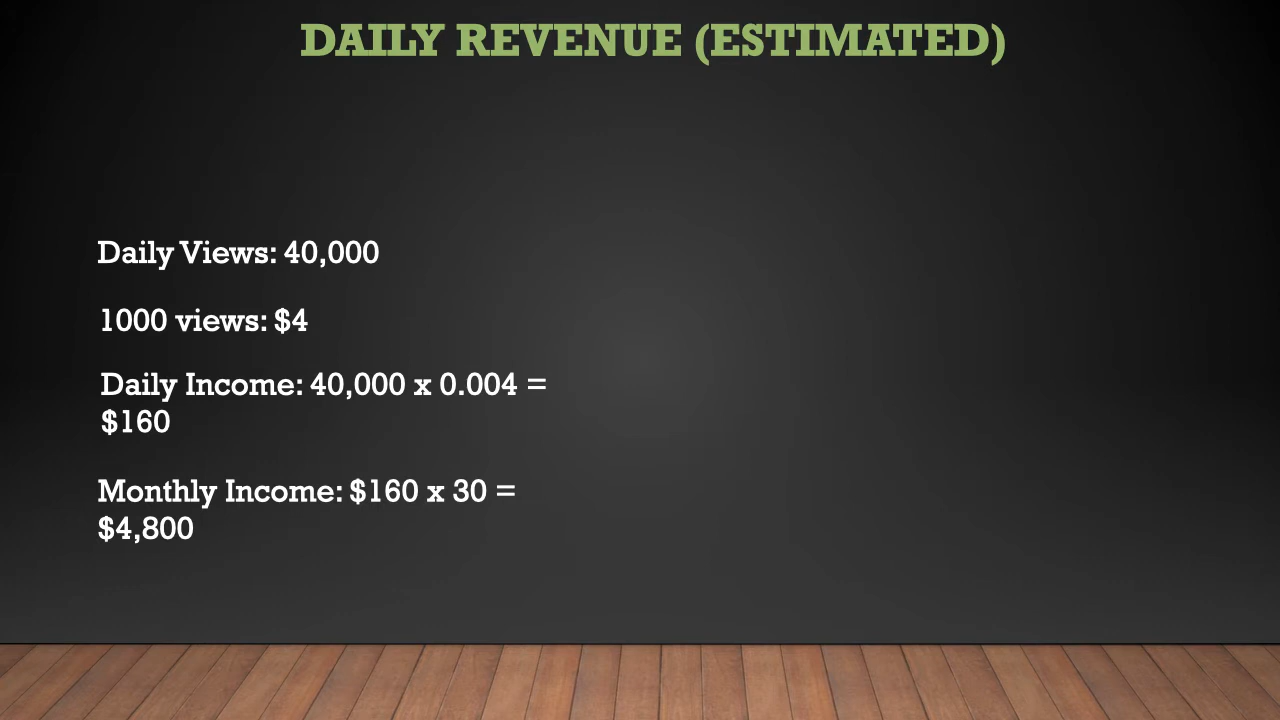 DAILY REVENUE (ESTIMATED)
Daily Views: 40,000
1000 views: $4
Daily Income: 40,000 x 0.004 =
$160
Monthly Income: $160 x 30 =
$4,800